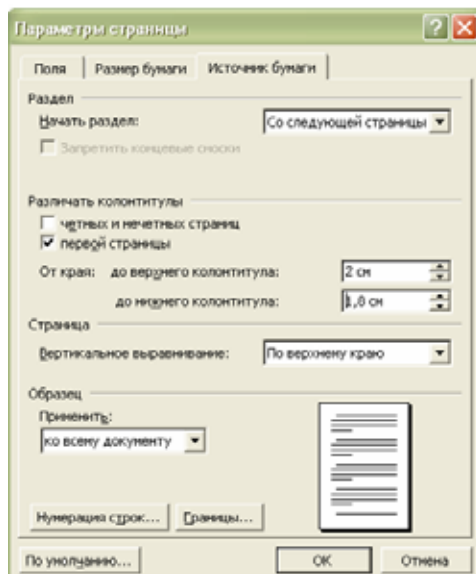 Параметры страницы
Поля Размер бумаги Источник бумаги
Раздел
Начать раздел: Со следующей страницы
Запретить концевые сноски
Различать колонтитулы
четных и нечетных страниц
первой страницы
От края: до верхнего колонтитула: 2 см
до нижнего колонтитула: 1,8 см
Страница
Вертикальное выравнивание: По верхнему краю
Образец
Применить:
ко всему документу
Нумерация строк... Границы...
По умолчанию... ОК Отмена